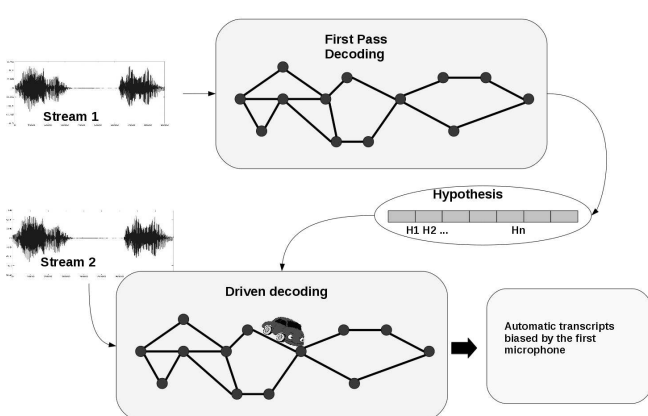 First Pass
Decoding
Stream 1
Hypothesis
H1 H2 ... Hn
Stream 2
Driven decoding
Automatic transcripts
biased by the first
microphone